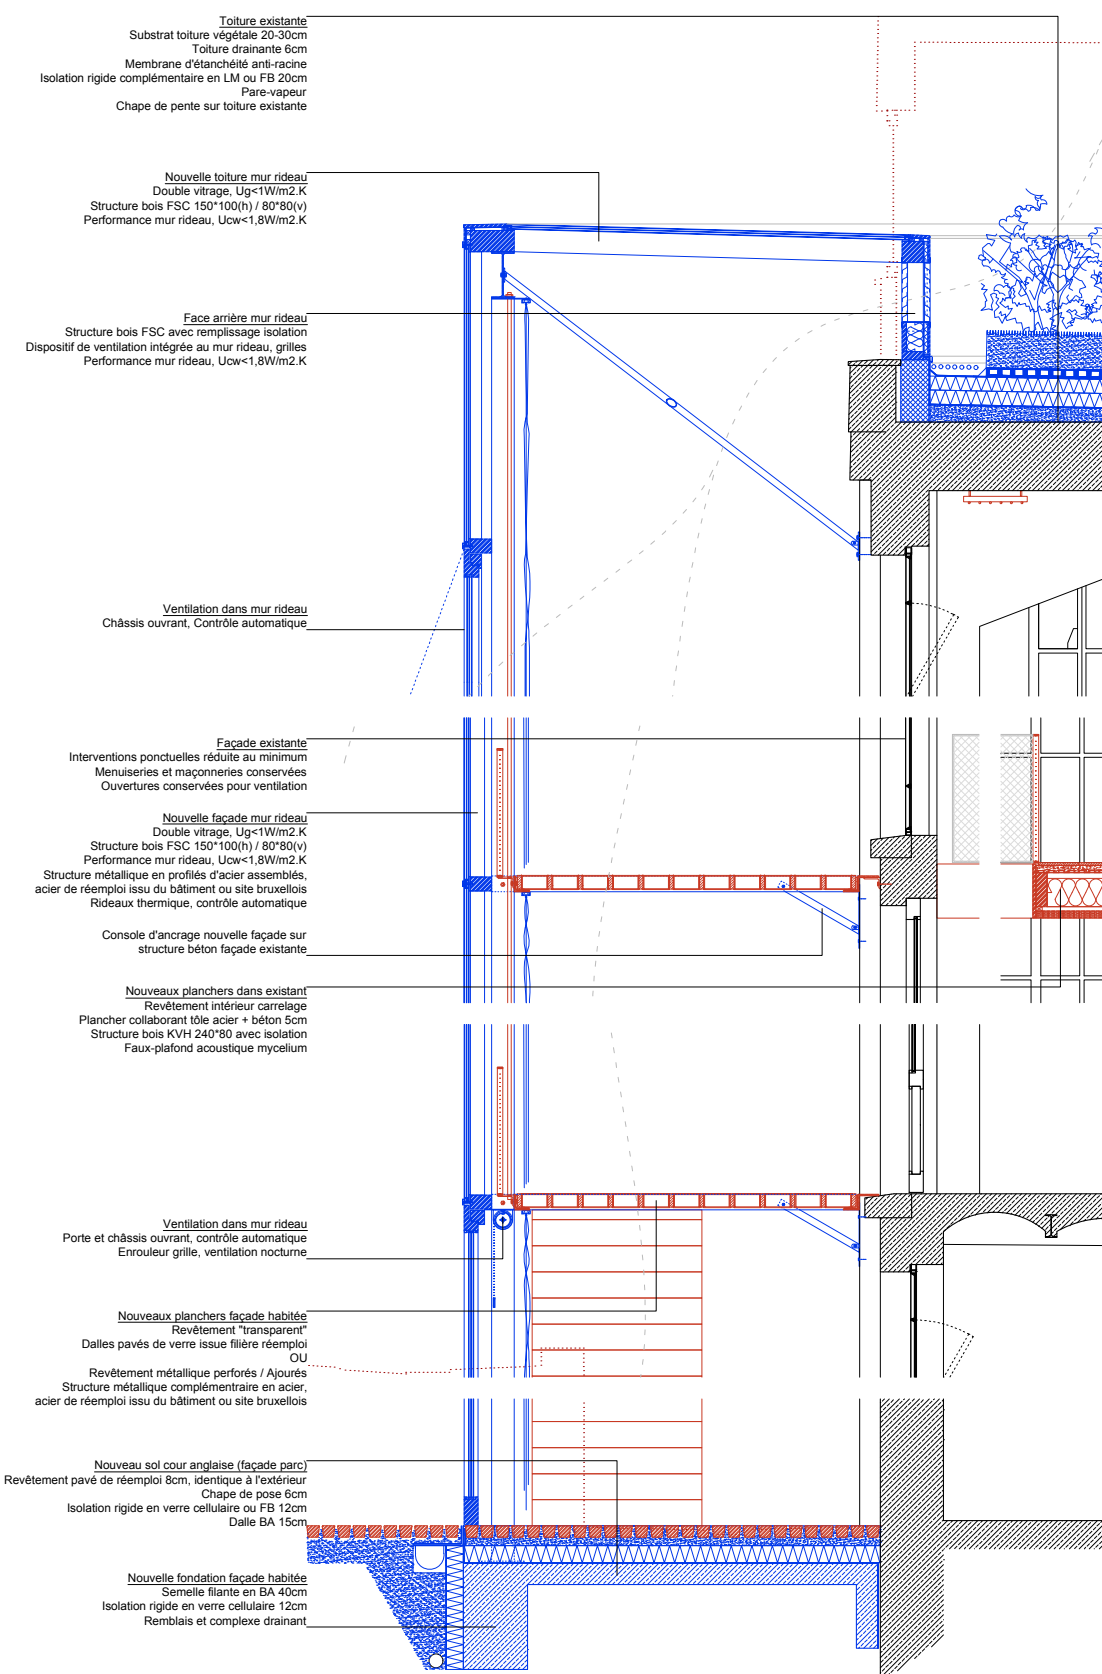 Toiture existante
Substrat toiture végétale 20-30cm
Toiture drainante 6cm
Membrane d'étanchéité anti-racine
Isolation rigide complémentaire en LM ou FB 20cm
Pare-vapeur
Chape de pente sur toiture existante
Nouvelle toiture mur rideau
Double vitrage, Ug<1W/m2.K
Structure bois FSC 150*100(h) / 80*80(v)
Performance mur rideau, Ucw<1,8W/m2.K
Face arrière mur rideau
Structure bois FSC avec remplissage isolation
Dispositif de ventilation intégrée au mur rideau, grilles
Performance mur rideau, Ucw<1,8W/m2.K
Ventilation dans mur rideau
Châssis ouvrant, Contrôle automatique
Façade existante
Interventions ponctuelles réduite au minimum
Menuiseries et maçonneries conservées
Ouvertures conservées pour ventilation
Nouvelle façade mur rideau
Double vitrage, Ug<1W/m2.K
Structure bois FSC 150*100(h) / 80*80(v)
Performance mur rideau, Ucw<1,8W/m2.K
Structure métallique en profilés d'acier assemblés,
acier de réemploi issu du bâtiment ou site bruxellois
Rideaux thermique, contrôle automatique
Console d'ancrage nouvelle façade sur
structure béton façade existante
Nouveaux planchers dans existant
Revêtement intérieur carrelage
Plancher collaborant tôle acier + béton 5cm
Structure bois KVH 240*80 avec isolation
Faux-plafond acoustique mycelium
Ventilation dans mur rideau
Porte et châssis ouvrant, contrôle automatique
Enrouleur grille, ventilation nocturne
Nouveaux planchers façade habitée
Revêtement "transparent"
Dalles pavés de verre issue filière réemploi
OU
Revêtement métallique perforés / Ajourés
Structure métallique complémentaire en acier,
acier de réemploi issu du bâtiment ou site bruxellois
Nouveau sol cour anglaise (façade parc)
Revêtement pavé de réemploi 8cm, identique à l'extérieur
Chape de pose 6cm
Isolation rigide en verre cellulaire ou FB 12cm
Dalle BA 15cm
Nouvelle fondation façade habitée
Semelle filante en BA 40cm
Isolation rigide en verre cellulaire 12cm
Remblais et complexe drainant